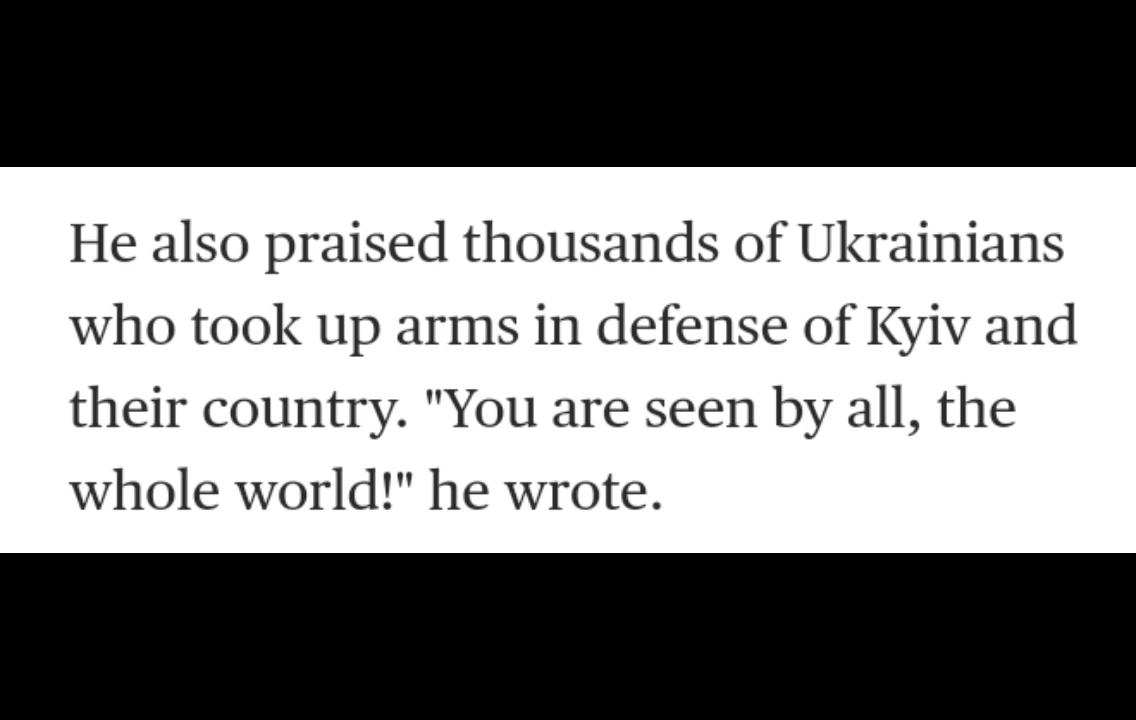 He also praised thousands of Ukrainians
who took up arms in defense of Kyiv and
their country. "You are seen by all, the
whole world!" he wrote.